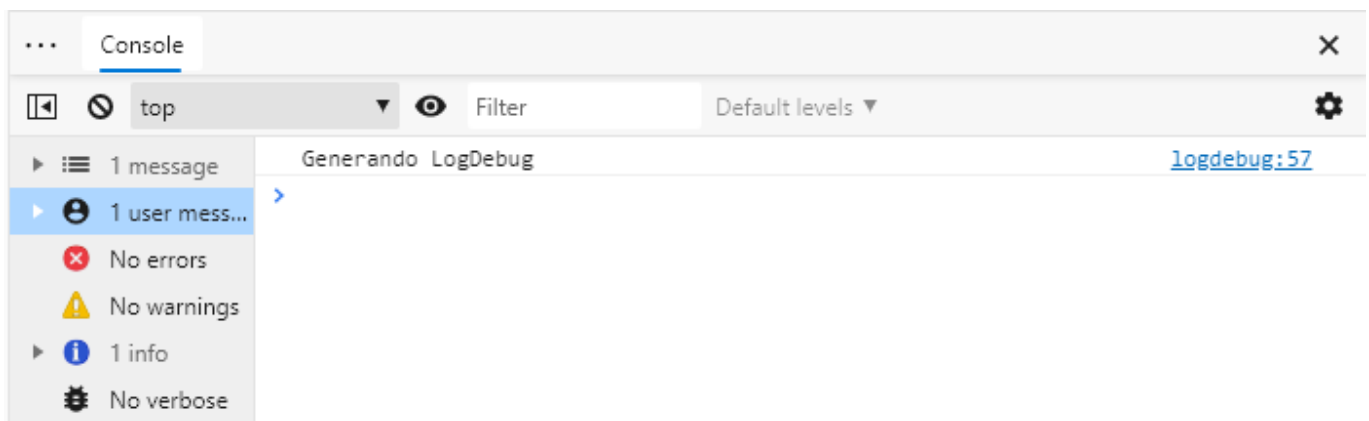 ... Console
top Filter Default levels
1 message
Generando LogDebug logdebug:57
1 user mess...
No errors
No warnings
1 info
No verbose